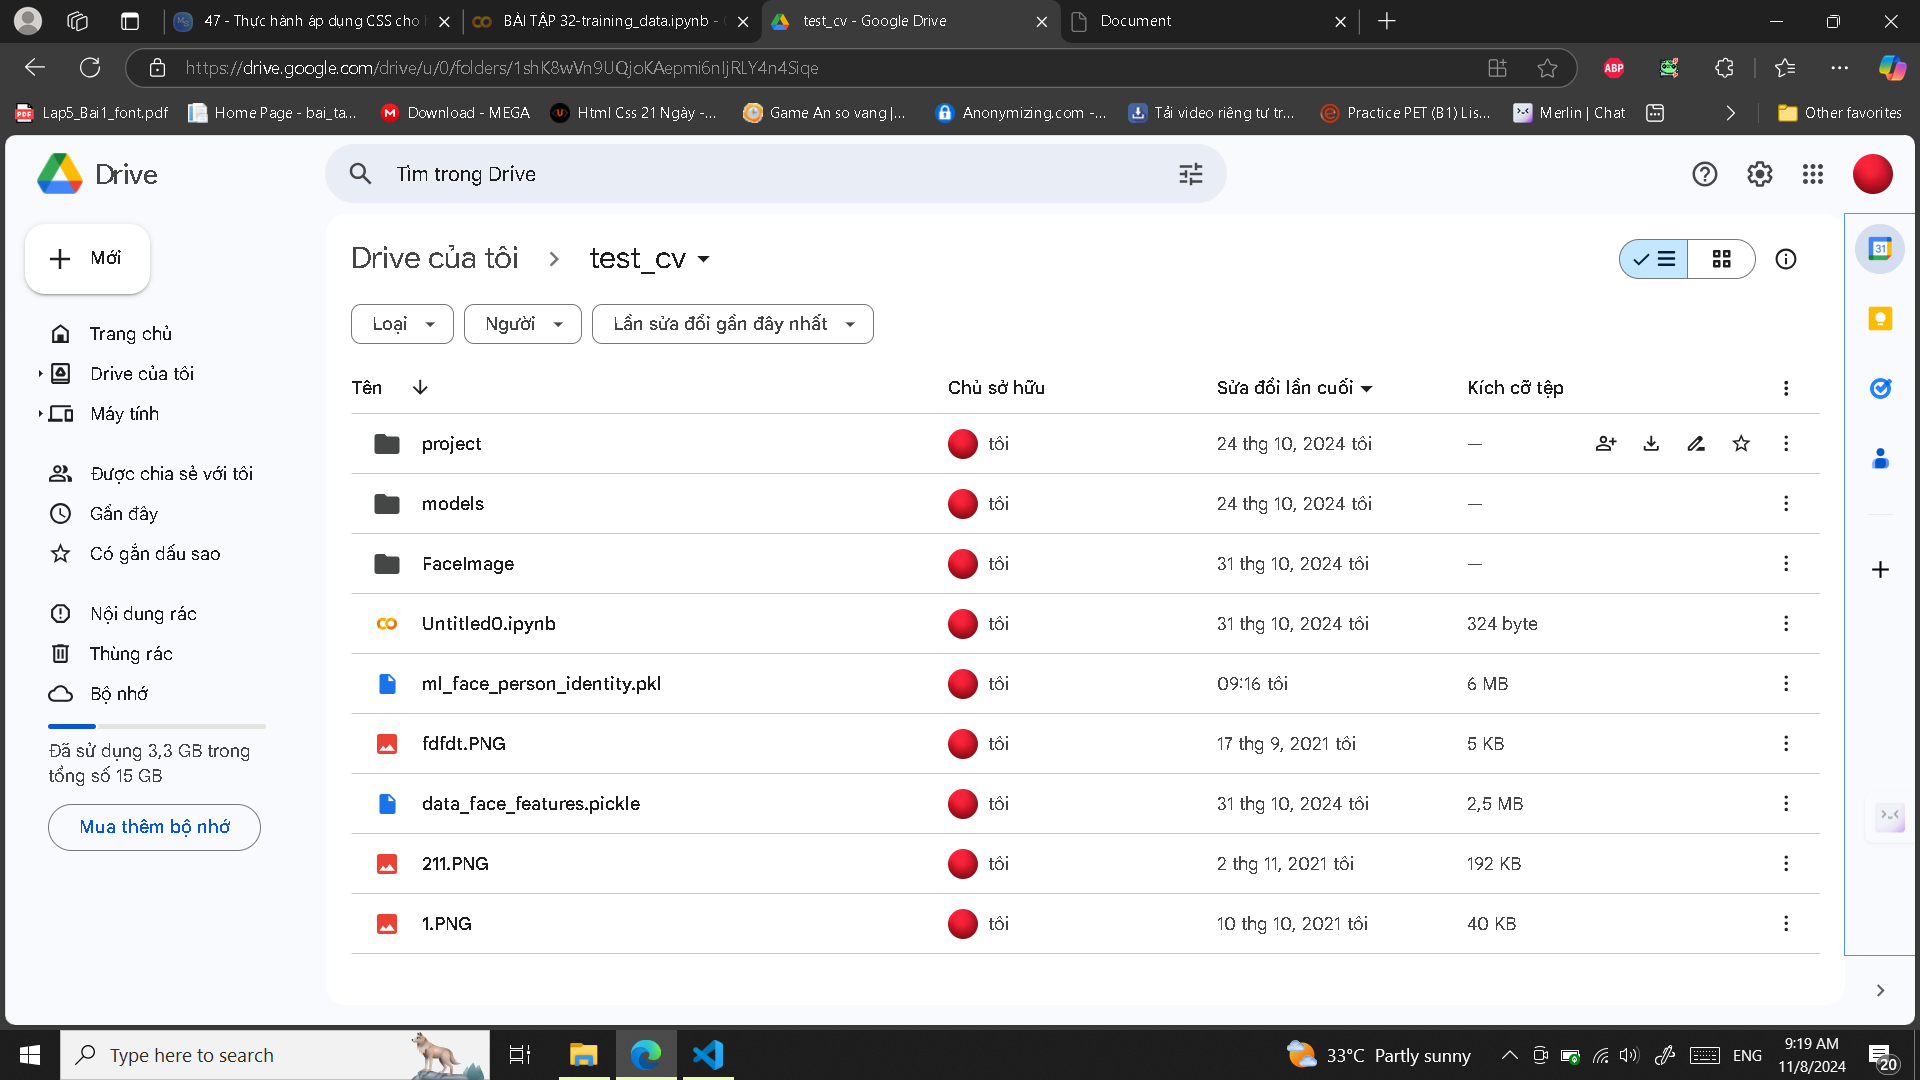 47 - Thực hành áp dụng CSS cho
BÀI TẬP 32-training_data.ipynb -
test_cv - Google Drive
Document
https://drive.google.com/drive/u/0/folders/1shK8wVn9UQjoKAepmi6nIjRLY4n4Siqe
ABP
Lap5_Bai1_font.pdf
Home Page - bai_ta...
Download - MEGA
Html Css 21 Ngày -...
Game An so vang |...
Anonymizing.com -...
Tải video riêng tư tr...
Practice PET (B1) Lis...
Merlin | Chat
Other favorites
Drive
Tìm trong Drive
Mới
Drive của tôi
test_cv
31
Loại
Người
Lần sửa đổi gần đây nhất
Trang chủ
Drive của tôi
Máy tính
Được chia sẻ với tôi
Gần đây
Có gắn dấu sao
Nội dung rác
Thùng rác
Bộ nhớ
Đã sử dụng 3,3 GB trong
tổng số 15 GB
Mua thêm bộ nhớ
Tên Chủ sở hữu Sửa đổi lần cuối Kích cỡ tệp
project tôi 24 thg 10, 2024 tôi —
models tôi 24 thg 10, 2024 tôi —
FaceImage tôi 31 thg 10, 2024 tôi —
Untitled0.ipynb tôi 31 thg 10, 2024 tôi 324 byte
ml_face_person_identity.pkl tôi 09:16 tôi 6 MB
fdfdt.PNG tôi 17 thg 9, 2021 tôi 5 KB
data_face_features.pickle tôi 31 thg 10, 2024 tôi 2,5 MB
211.PNG tôi 2 thg 11, 2021 tôi 192 KB
1.PNG tôi 10 thg 10, 2021 tôi 40 KB
Type here to search
33°C Partly sunny
ENG
9:19 AM
11/8/2024
20